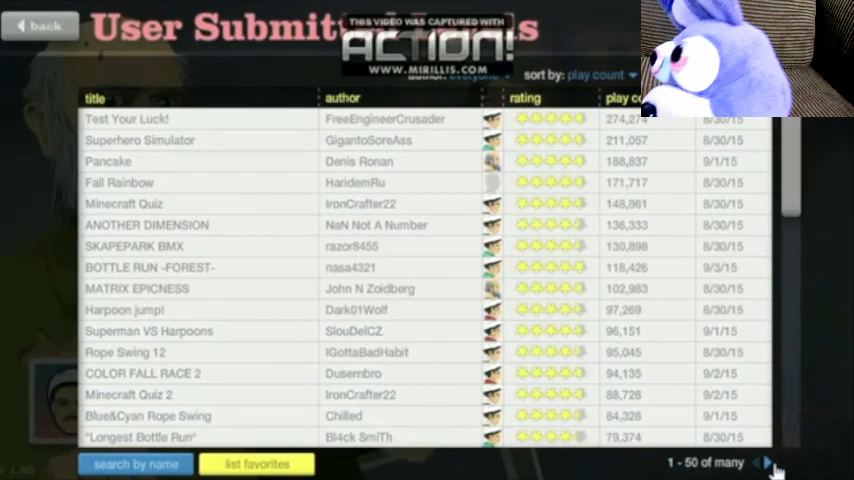 back
User Submitted Levels
THIS VIDEO WAS CAPTURED WITH
ACTION!
WWW.MIRILLIS.COM
author: everyone sort by: play count
title author rating play co
Test Your Luck! FreeEngineerCrusader 274,274 8/30/15
Superhero Simulator GigantoSoreAss 211,057 8/30/15
Pancake Denis Ronan 188,837 9/1/15
Fall Rainbow HaridemRu 171,717 8/30/15
Minecraft Quiz IronCrafter22 148,861 8/30/15
ANOTHER DIMENSION NaN Not A Number 136,333 8/30/15
SKAPEPARK BMX razor8455 130,898 8/30/15
BOTTLE RUN -FOREST- nasa4321 118,426 9/3/15
MATRIX EPICNESS John N Zoidberg 102,983 8/30/15
Harpoon jump! Dark01Wolf 97,269 8/30/15
Superman VS Harpoons SlouDelCZ 96,151 9/1/15
Rope Swing 12 IGottaBadHabit 95,045 8/30/15
COLOR FALL RACE 2 Dusembro 94,135 9/2/15
Minecraft Quiz 2 IronCrafter22 88,728 9/2/15
Blue&Cyan Rope Swing Chilled 84,328 9/1/15
*Longest Bottle Run* Bl4ck SmiTh 79,374 8/30/15
search by name list favorites 1 - 50 of many